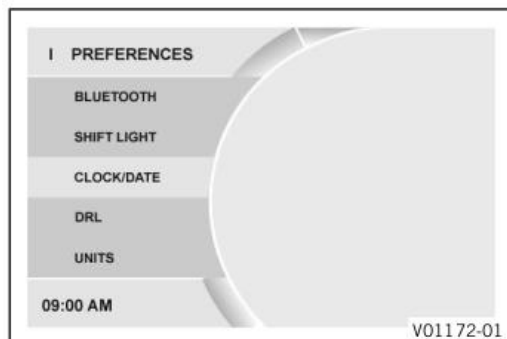 I PREFERENCES
BLUETOOTH
SHIFT LIGHT
CLOCK/DATE
DRL
UNITS
09:00 AM
V01172-01